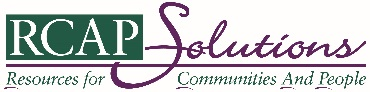 RCAP Solutions
Resources for Communities And People